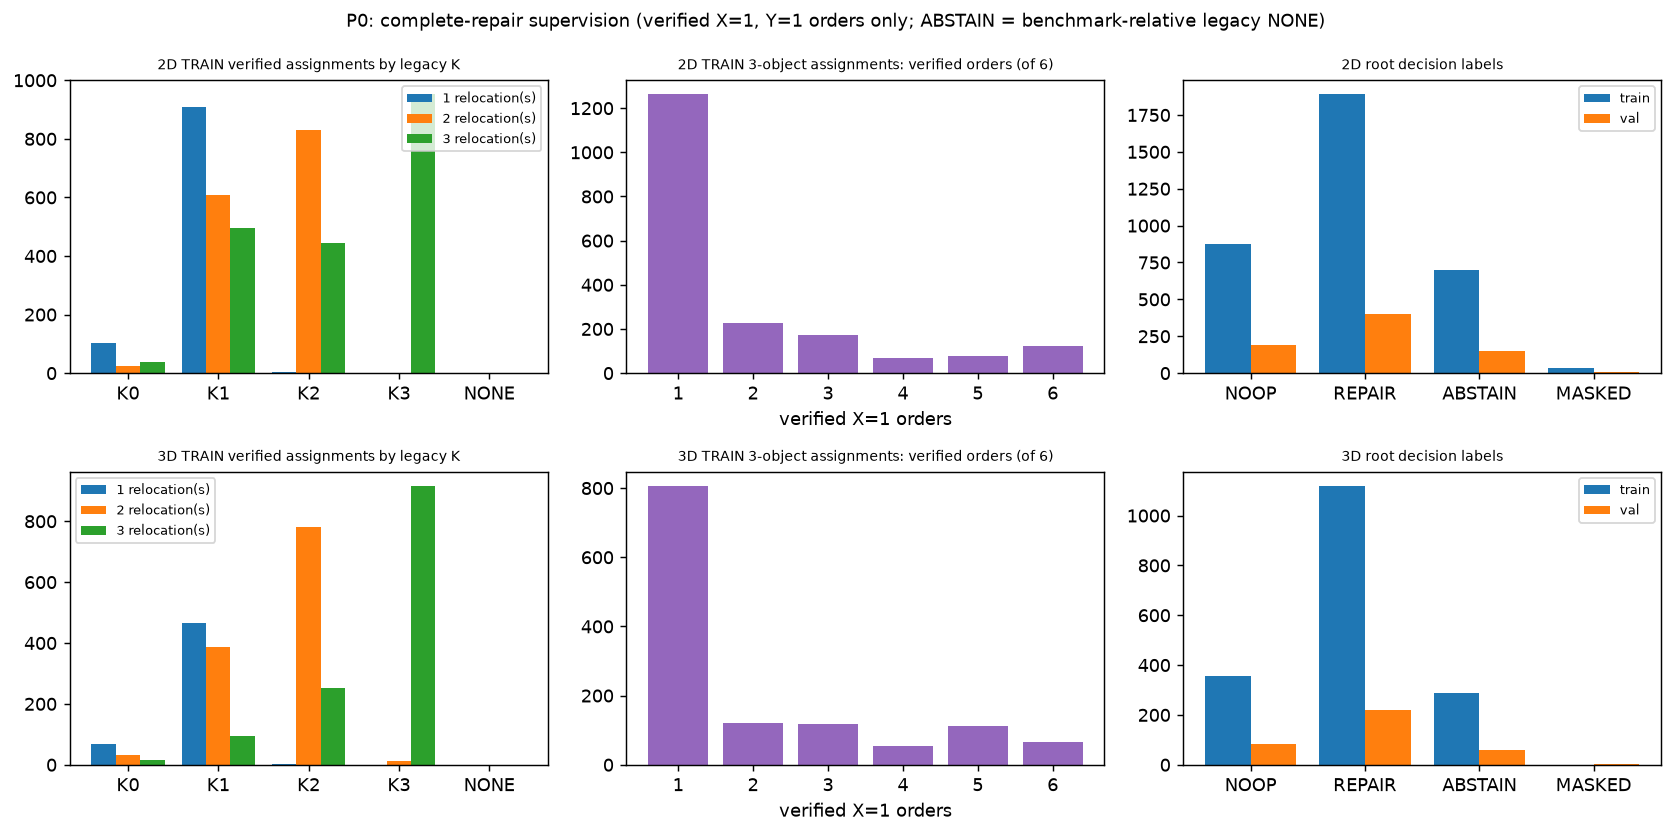 P0: complete-repair supervision (verified X=1, Y=1 orders only; ABSTAIN = benchmark-relative legacy NONE)
2D TRAIN verified assignments by legacy K
1000
800
600
400
200
0
K0 K1 K2 K3 NONE
1 relocation(s)
2 relocation(s)
3 relocation(s)
2D TRAIN 3-object assignments: verified orders (of 6)
1200
1000
800
600
400
200
0
1 2 3 4 5 6
verified X=1 orders
2D root decision labels
1750
1500
1250
1000
750
500
250
0
NOOP REPAIR ABSTAIN MASKED
train
val
3D TRAIN verified assignments by legacy K
800
600
400
200
0
K0 K1 K2 K3 NONE
1 relocation(s)
2 relocation(s)
3 relocation(s)
3D TRAIN 3-object assignments: verified orders (of 6)
800
600
400
200
0
1 2 3 4 5 6
verified X=1 orders
3D root decision labels
1000
800
600
400
200
0
NOOP REPAIR ABSTAIN MASKED
train
val